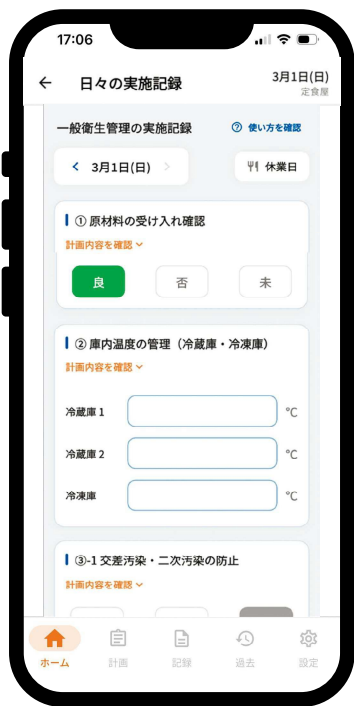 17:06
日々の実施記録
3月1日(日)
定食屋
一般衛生管理の実施記録
使い方を確認
3月1日(日)
休業日
① 原材料の受け入れ確認
計画内容を確認
良
否
未
② 庫内温度の管理（冷蔵庫・冷凍庫）
計画内容を確認
冷蔵庫 1
℃
冷蔵庫 2
℃
冷凍庫
℃
③-1 交差汚染・二次汚染の防止
計画内容を確認
ホーム
計画
記録
過去
設定